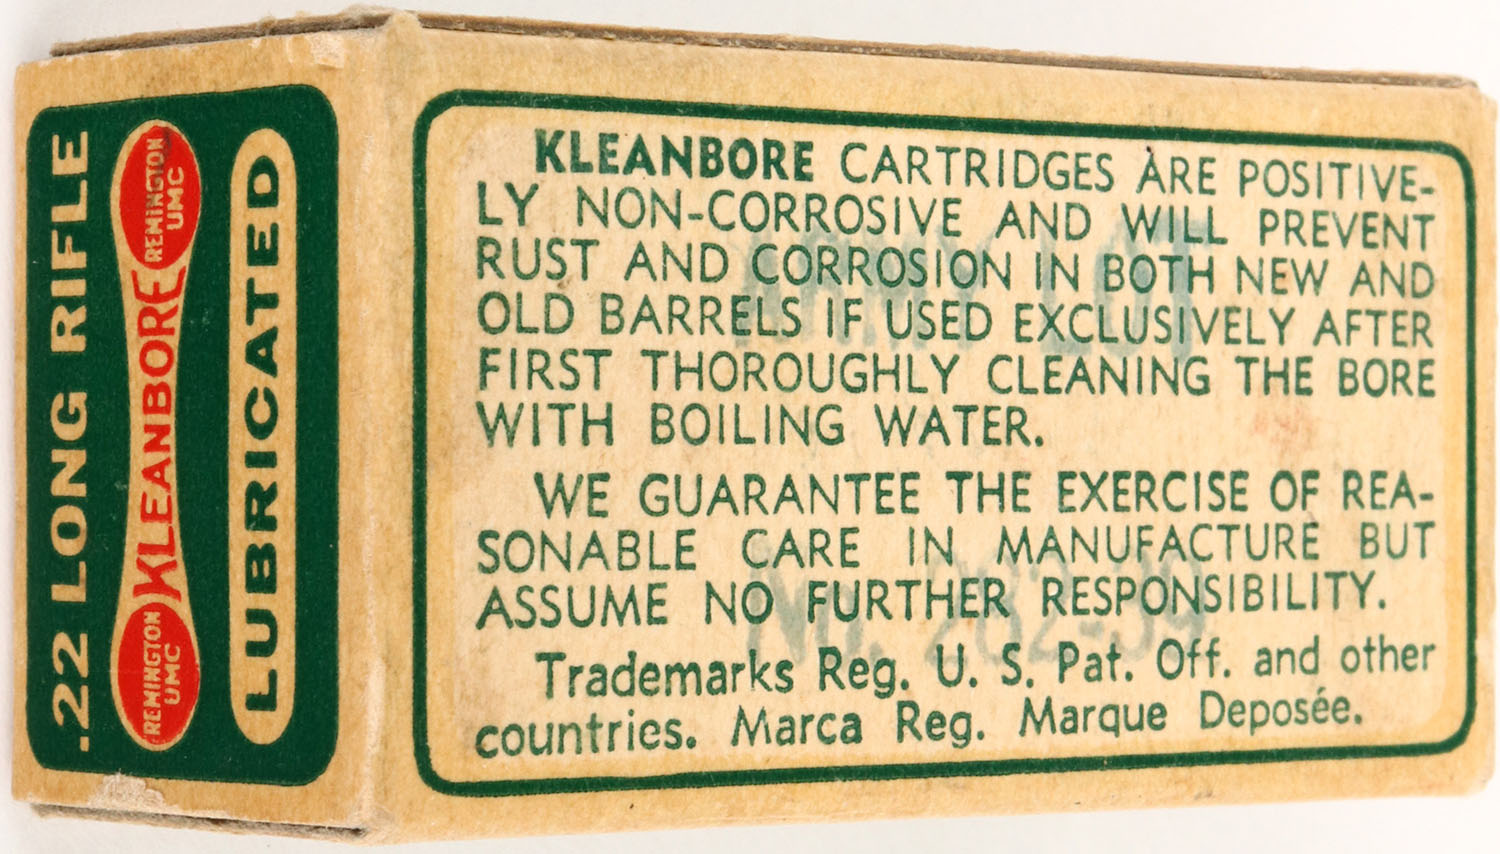 .22 LONG RIFLE
REMINGTON
UMC
KLEANBORE
REMINGTON
UMC
LUBRICATED
KLEANBORE CARTRIDGES ARE POSITIVE-
LY NON-CORROSIVE AND WILL PREVENT
RUST AND CORROSION IN BOTH NEW AND
OLD BARRELS IF USED EXCLUSIVELY AFTER
FIRST THOROUGHLY CLEANING THE BORE
WITH BOILING WATER.
WE GUARANTEE THE EXERCISE OF REA-
SONABLE CARE IN MANUFACTURE BUT
ASSUME NO FURTHER RESPONSIBILITY.
Trademarks Reg. U. S. Pat. Off. and other
countries. Marca Reg. Marque Deposée.
LOT